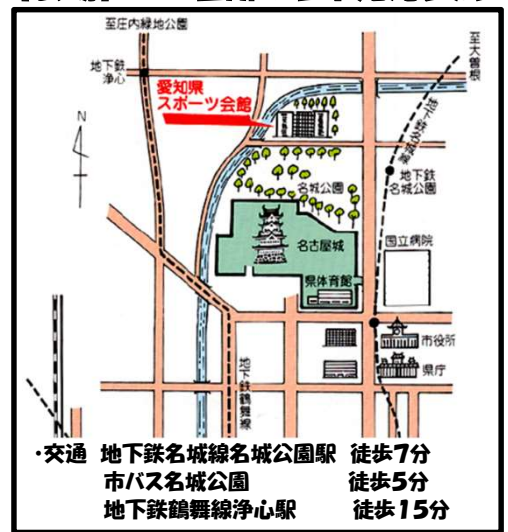 至庄内緑地公園
至大曽根
地下鉄
浄心
愛知県
スポーツ会館
地下鉄名城線
N
地下鉄
名城公園
名城公園
名古屋城
国立病院
県体育館
市役所
県庁
地下鉄鶴舞線
・交通 地下鉄名城線名城公園駅 徒歩7分
市バス名城公園 徒歩5分
地下鉄鶴舞線浄心駅 徒歩15分